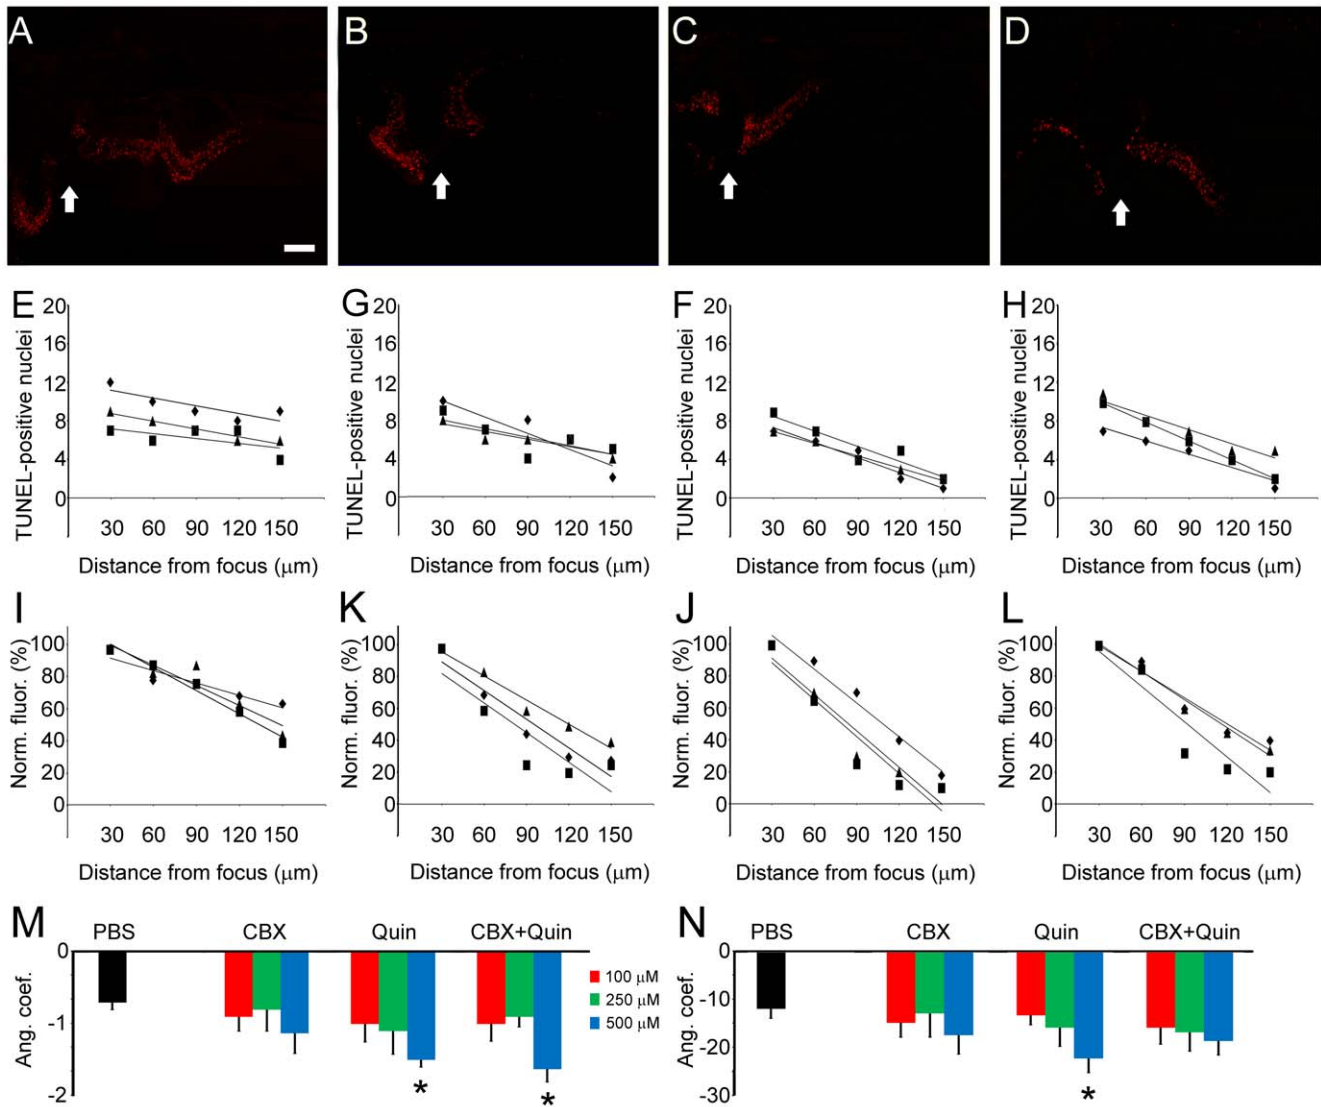 A B C D
E G F H
20 20 20 20
16 16 16 16
12 12 12 12
8 8 8 8
4 4 4 4
0 0 0 0
TUNEL-positive nuclei TUNEL-positive nuclei TUNEL-positive nuclei TUNEL-positive nuclei
30 60 90 120 150 30 60 90 120 150 30 60 90 120 150 30 60 90 120 150
Distance from focus (μm) Distance from focus (μm) Distance from focus (μm) Distance from focus (μm)
I K J L
100 100 100 100
80 80 80 80
60 60 60 60
40 40 40 40
20 20 20 20
0 0 0 0
Norm. fluor. (%) Norm. fluor. (%) Norm. fluor. (%) Norm. fluor. (%)
30 60 90 120 150 30 60 90 120 150 30 60 90 120 150 30 60 90 120 150
Distance from focus (μm) Distance from focus (μm) Distance from focus (μm) Distance from focus (μm)
M
PBS CBX Quin CBX+Quin
0
-1
-2
Ang. coef.
* *
100 μM
250 μM
500 μM
N
PBS CBX Quin CBX+Quin
0
-10
-20
-30
Ang. coef.
*